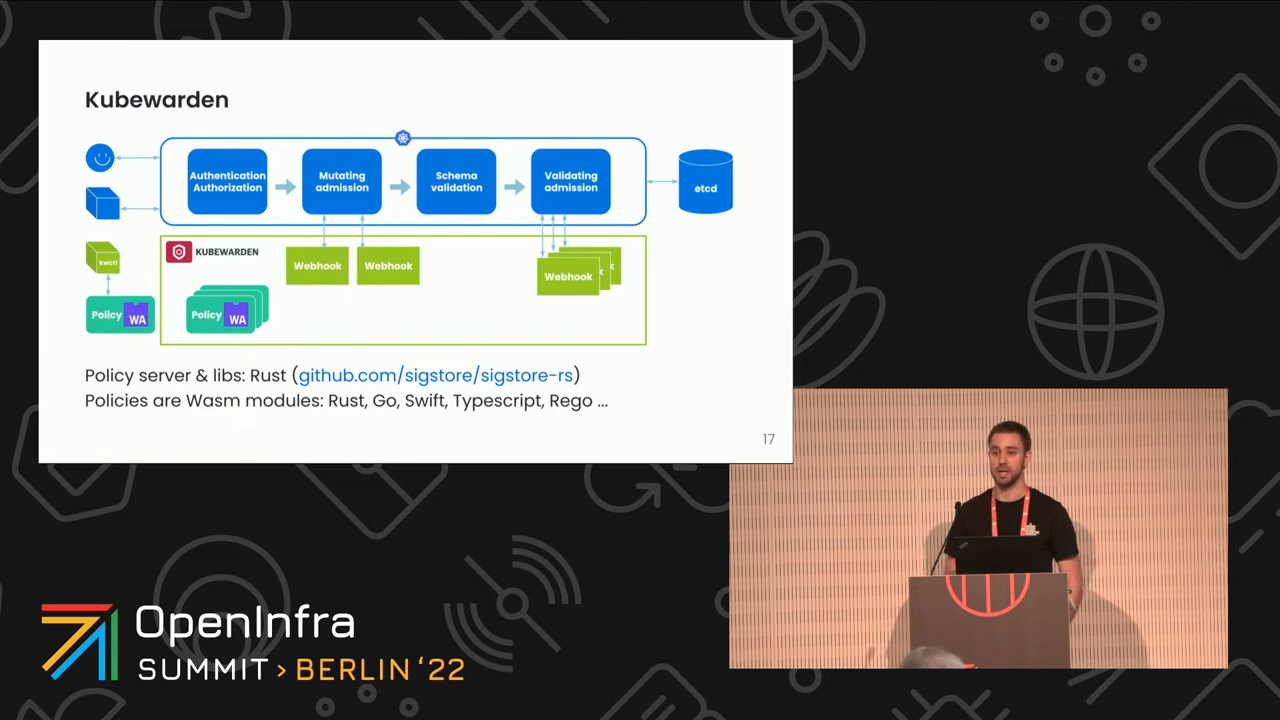 Kubewarden
Authentication
Authorization
Mutating
admission
Schema
validation
Validating
admission
etcd
kwctl
KUBEWARDEN
Webhook
Webhook
Webhook
Policy
WA
Policy
WA
Policy server & libs: Rust (github.com/sigstore/sigstore-rs)
Policies are Wasm modules: Rust, Go, Swift, Typescript, Rego ...
17
OpenInfra
SUMMIT > BERLIN ‘22